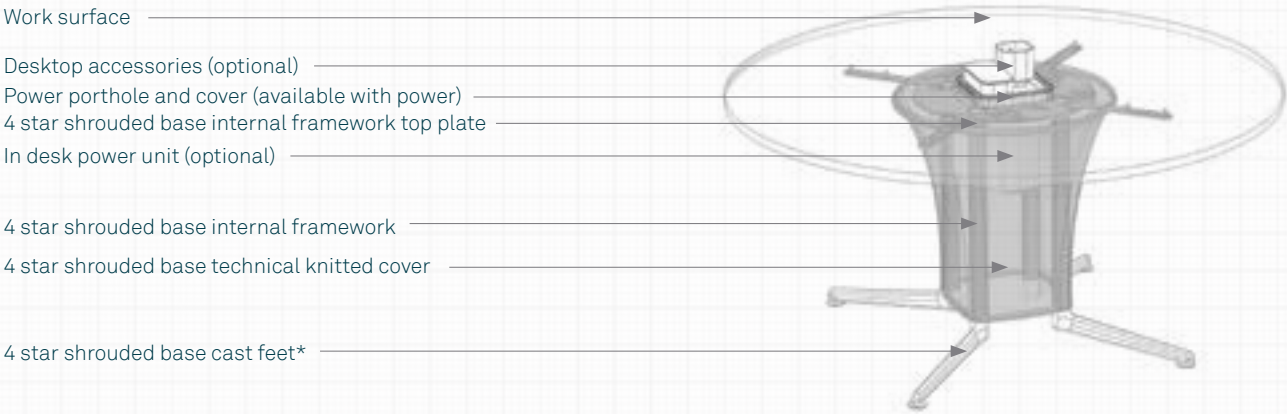 Work surface
Desktop accessories (optional)
Power porthole and cover (available with power)
4 star shrouded base internal framework top plate
In desk power unit (optional)
4 star shrouded base internal framework
4 star shrouded base technical knitted cover
4 star shrouded base cast feet*